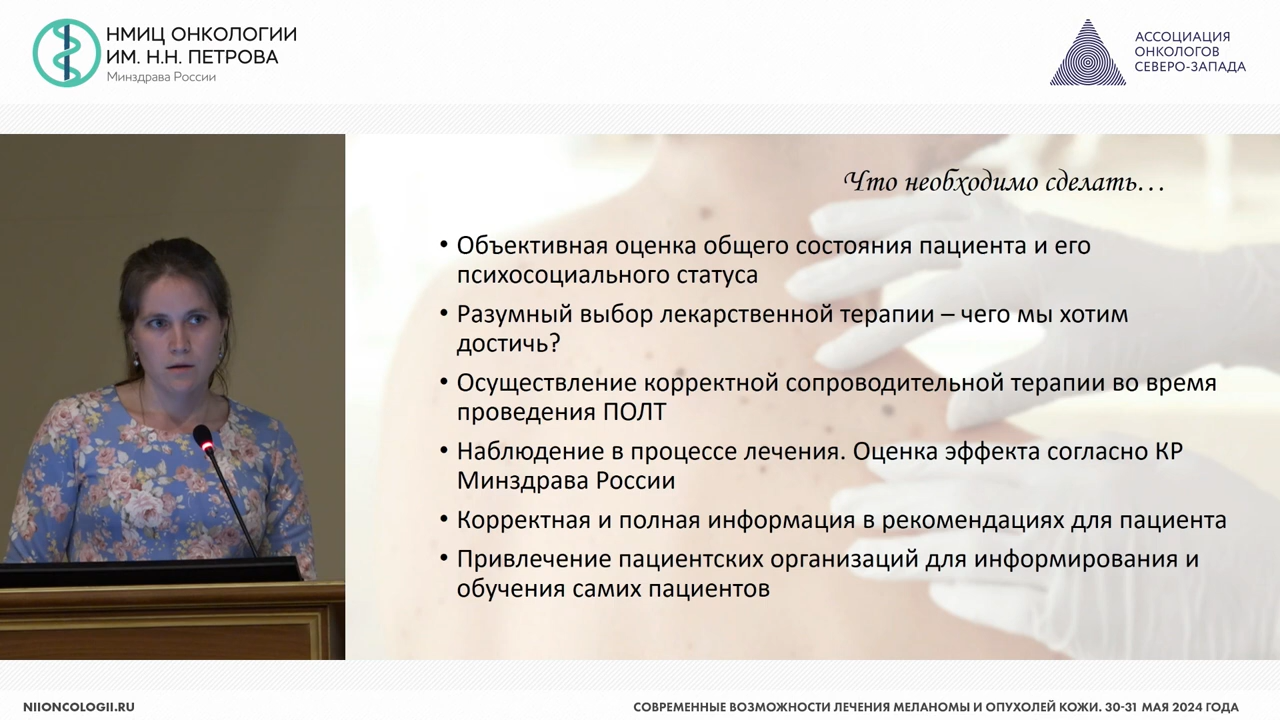 НМИЦ ОНКОЛОГИИ
ИМ. Н.Н. ПЕТРОВА
Минздрава России
АССОЦИАЦИЯ
ОНКОЛОГОВ
СЕВЕРО-ЗАПАДА
Что необходимо сделать...
• Объективная оценка общего состояния пациента и его
психосоциального статуса
• Разумный выбор лекарственной терапии – чего мы хотим
достичь?
• Осуществление корректной сопроводительной терапии во время
проведения ПОЛТ
• Наблюдение в процессе лечения. Оценка эффекта согласно КР
Минздрава России
• Корректная и полная информация в рекомендациях для пациента
• Привлечение пациентских организаций для информирования и
обучения самих пациентов
NIIONCOLOGII.RU
СОВРЕМЕННЫЕ ВОЗМОЖНОСТИ ЛЕЧЕНИЯ МЕЛАНОМЫ И ОПУХОЛЕЙ КОЖИ. 30-31 МАЯ 2024 ГОДА